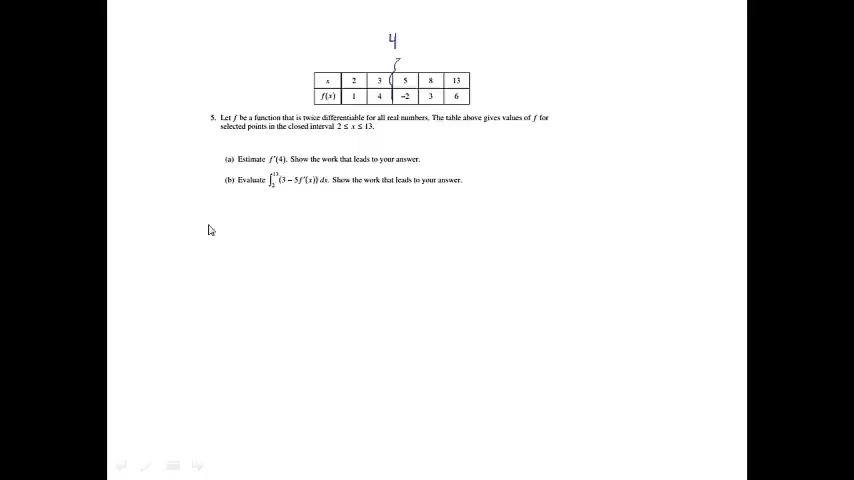 4
x 2 3 5 8 13
f(x) 1 4 −2 3 6
5. Let f be a function that is twice differentiable for all real numbers. The table above gives values of f for
selected points in the closed interval 2 ≤ x ≤ 13.
(a) Estimate f′(4). Show the work that leads to your answer.
(b) Evaluate ∫₂¹³ (3 − 5f′(x)) dx. Show the work that leads to your answer.